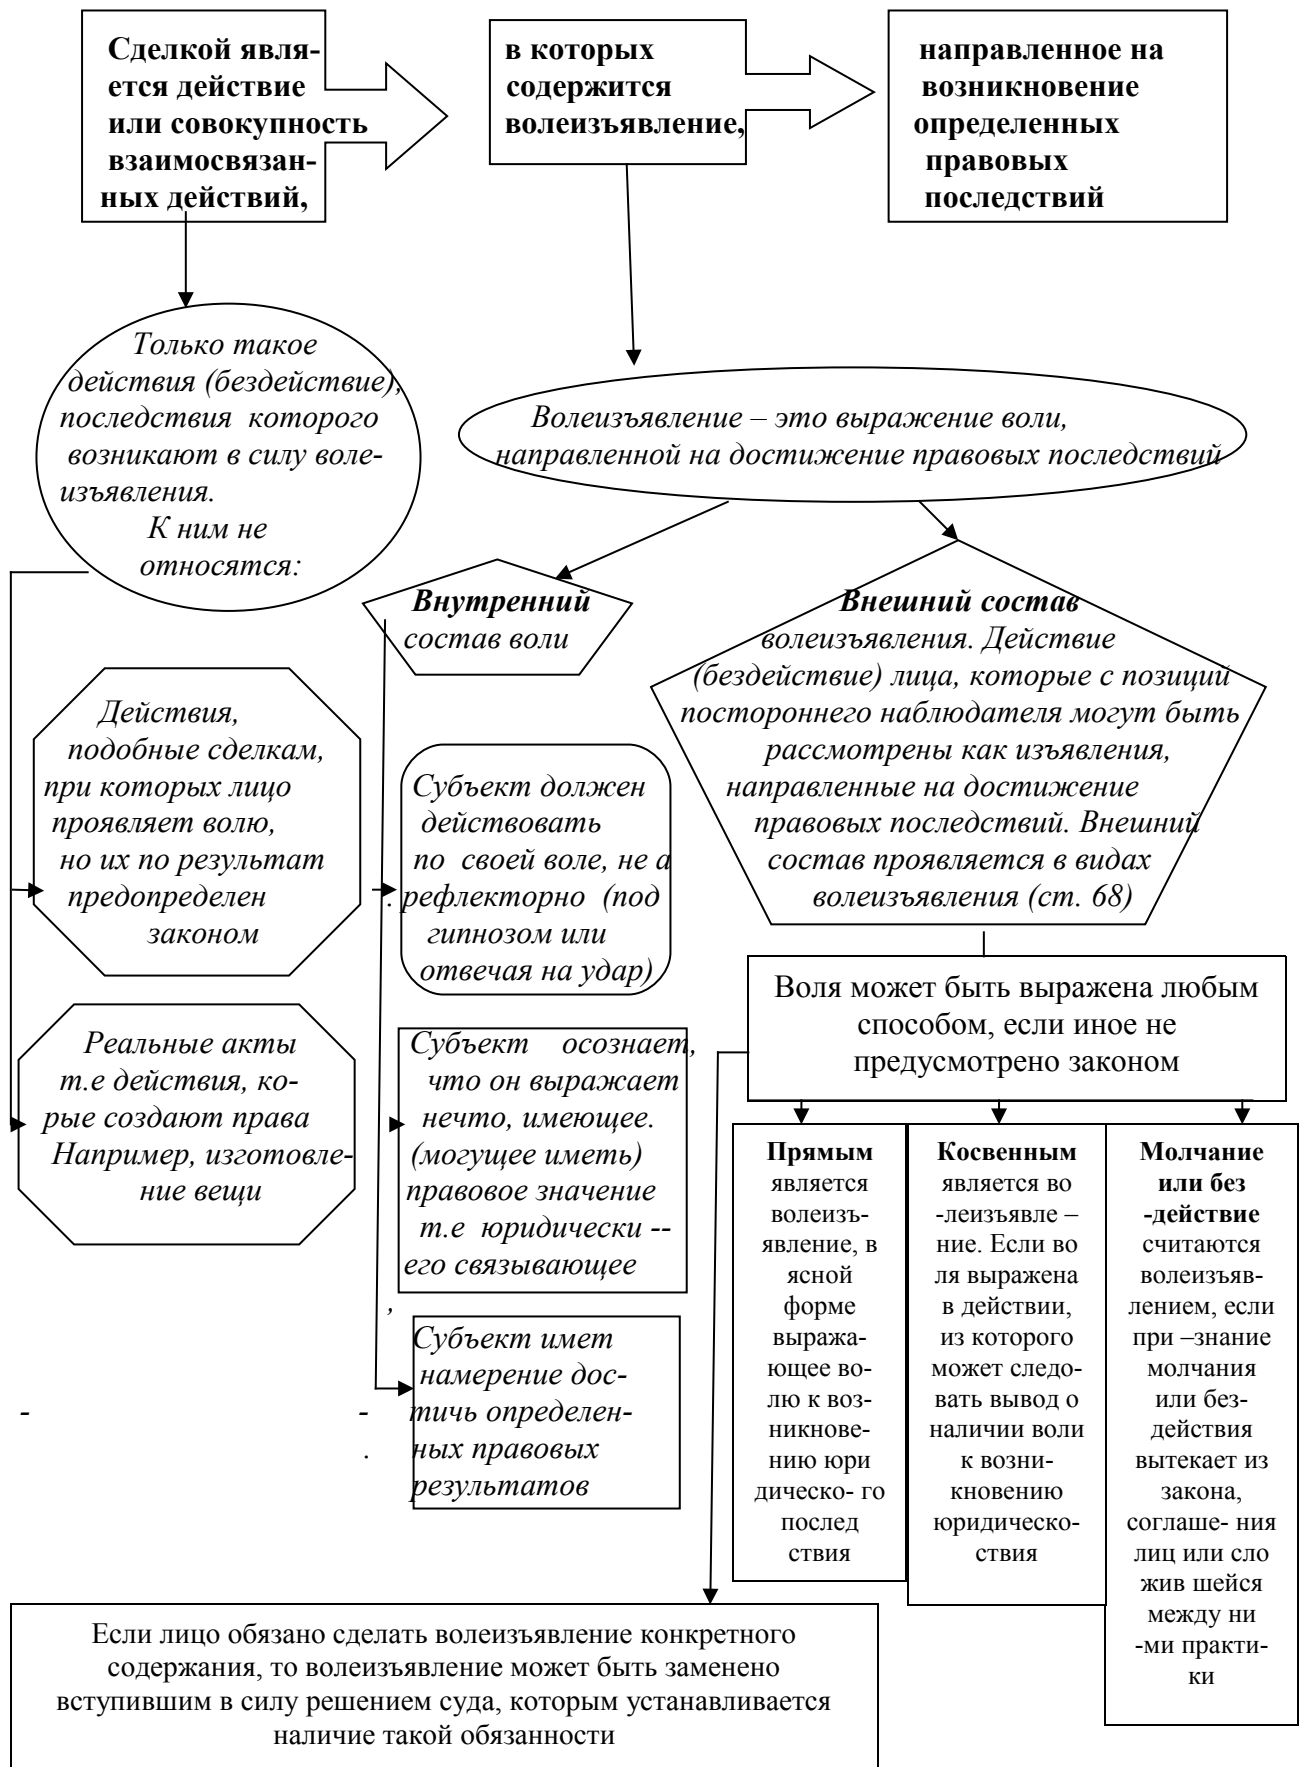 Сделкой явля-
ется действие
или совокупность
взаимосвязан-
ных действий,
в которых
содержится
волеизъявление,
направленное на
возникновение
определенных
правовых
последствий
Только такое
действия (бездействие),
последствия которого
возникают в силу воле-
изъявления.
К ним не
относятся:
Волеизъявление – это выражение воли,
направленной на достижение правовых последствий
Внутренний
состав воли
Внешний состав
волеизъявления. Действие
(бездействие) лица, которые с позиций
постороннего наблюдателя могут быть
рассмотрены как изъявления,
направленные на достижение
правовых последствий. Внешний
состав проявляется в видах
волеизъявления (ст. 68)
Действия,
подобные сделкам,
при которых лицо
проявляет волю,
но их по результат
предопределен
законом
Реальные акты
т.е действия, ко-
рые создают права
Например, изготовле-
ние вещи
Субъект должен
действовать
по своей воле, не а
. рефлекторно (под
гипнозом или
отвечая на удар)
Субъект осознает,
что он выражает
нечто, имеющее.
(могущее иметь)
правовое значение
т.е юридически --
его связывающее
,
Субъект имет
намерение дос-
- - тичь определен-
. ных правовых
результатов
Воля может быть выражена любым
способом, если иное не
предусмотрено законом
Прямым
является
волеизъ-
явление, в
ясной
форме
выража-
ющее во-
лю к воз-
никнове-
нию юри
дическо- го
послед
ствия
Косвенным
является во
-леизъявле –
ние. Если во
ля выражена
в действии,
из которого
может следо-
вать вывод о
наличии воли
к возни-
кновению
юридическо-
ствия
Молчание
или без
-действие
считаются
волеизъяв-
лением, если
при –знание
молчания
или без-
действия
вытекает из
закона,
соглаше- ния
лиц или сло
жив шейся
между ни
-ми практи-
ки
Если лицо обязано сделать волеизъявление конкретного
содержания, то волеизъявление может быть заменено
вступившим в силу решением суда, которым устанавливается
наличие такой обязанности